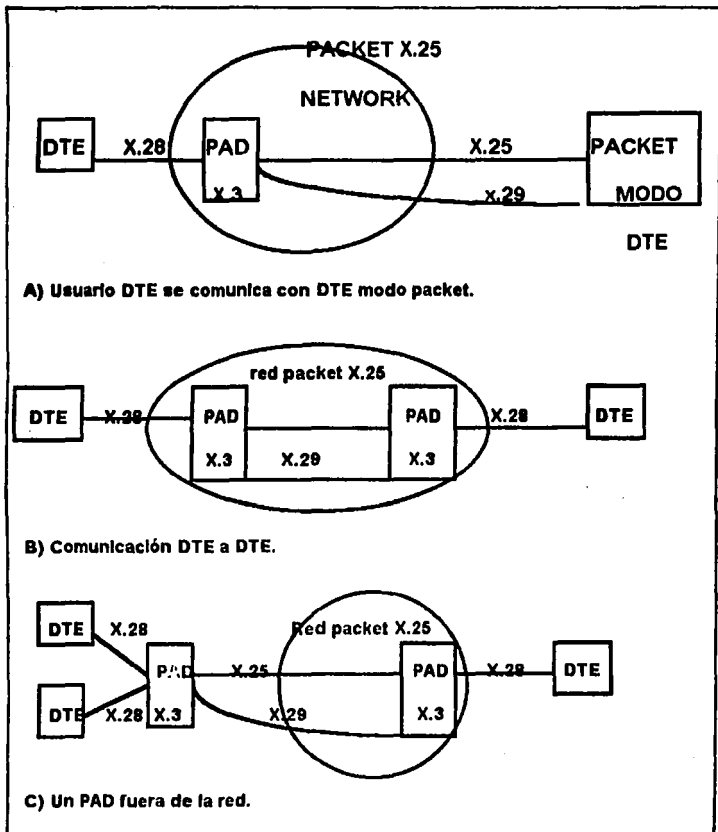 PACKET X.25
NETWORK
DTE
X.28
PAD
X.3
X.25
x.29
PACKET
MODO
DTE
A) Usuario DTE se comunica con DTE modo packet.
red packet X.25
DTE
X.28
PAD
X.3
X.29
PAD
X.3
X.28
DTE
B) Comunicación DTE a DTE.
DTE
X.28
DTE
X.28
PAD
X.3
X.25
X.29
Red packet X.25
PAD
X.3
X.28
DTE
C) Un PAD fuera de la red.